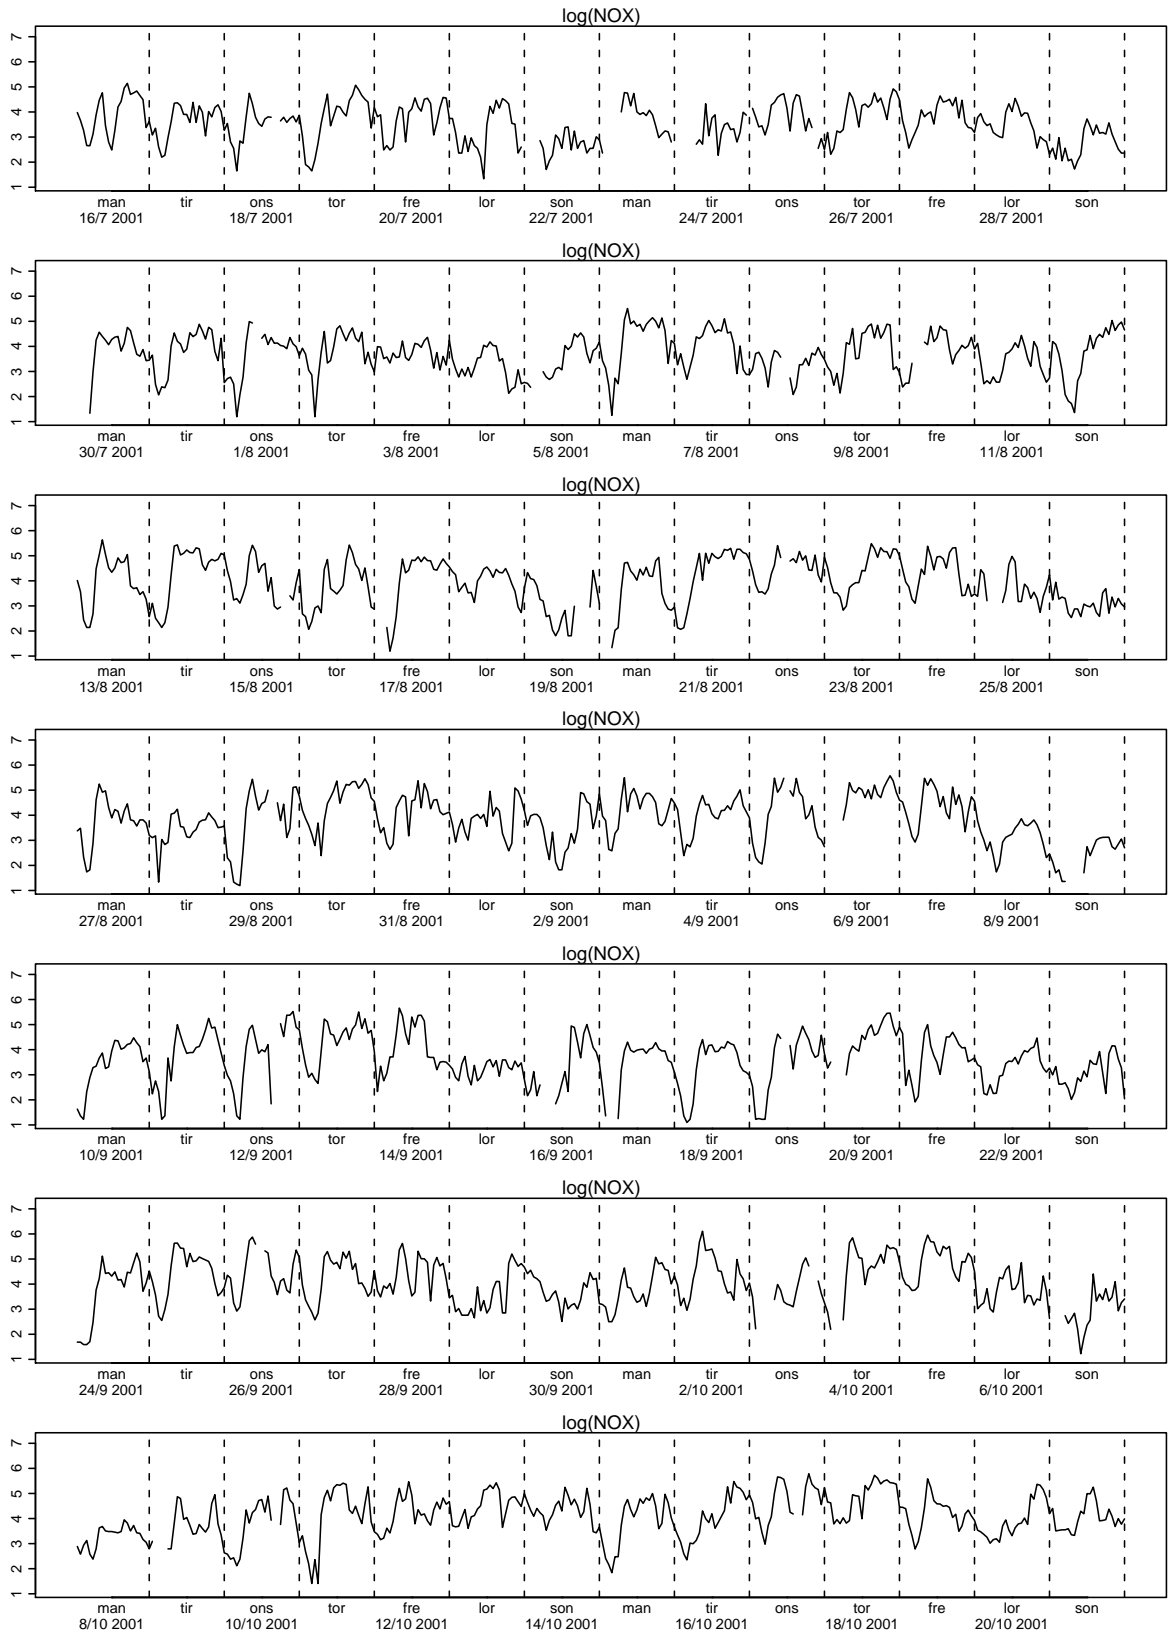 log(NOX)
7
6
5
4
3
2
1
man tir ons tor fre lor son man tir ons tor fre lor son
16/7 2001 18/7 2001 20/7 2001 22/7 2001 24/7 2001 26/7 2001 28/7 2001
log(NOX)
7
6
5
4
3
2
1
man tir ons tor fre lor son man tir ons tor fre lor son
30/7 2001 1/8 2001 3/8 2001 5/8 2001 7/8 2001 9/8 2001 11/8 2001
log(NOX)
7
6
5
4
3
2
1
man tir ons tor fre lor son man tir ons tor fre lor son
13/8 2001 15/8 2001 17/8 2001 19/8 2001 21/8 2001 23/8 2001 25/8 2001
log(NOX)
7
6
5
4
3
2
1
man tir ons tor fre lor son man tir ons tor fre lor son
27/8 2001 29/8 2001 31/8 2001 2/9 2001 4/9 2001 6/9 2001 8/9 2001
log(NOX)
7
6
5
4
3
2
1
man tir ons tor fre lor son man tir ons tor fre lor son
10/9 2001 12/9 2001 14/9 2001 16/9 2001 18/9 2001 20/9 2001 22/9 2001
log(NOX)
7
6
5
4
3
2
1
man tir ons tor fre lor son man tir ons tor fre lor son
24/9 2001 26/9 2001 28/9 2001 30/9 2001 2/10 2001 4/10 2001 6/10 2001
log(NOX)
7
6
5
4
3
2
1
man tir ons tor fre lor son man tir ons tor fre lor son
8/10 2001 10/10 2001 12/10 2001 14/10 2001 16/10 2001 18/10 2001 20/10 2001